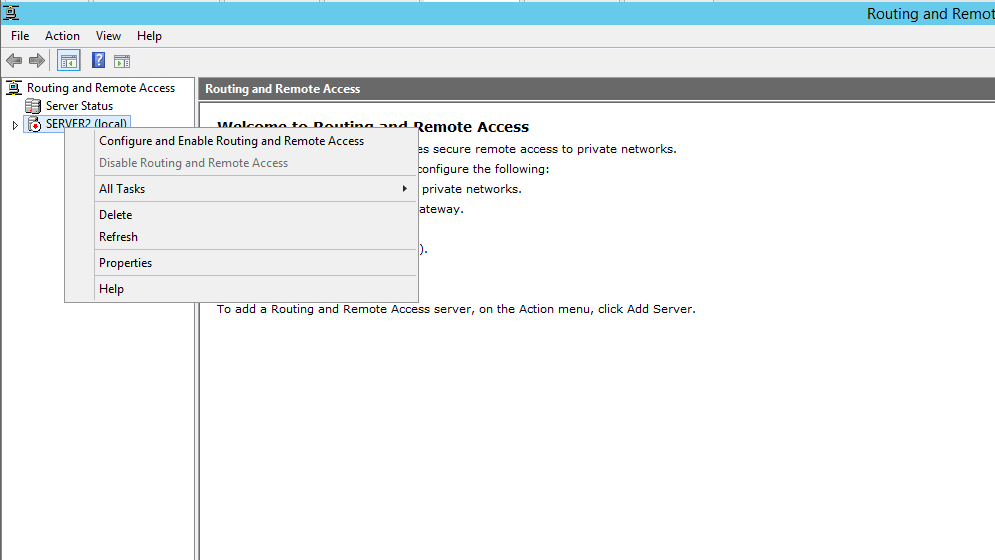 Routing and Remot
File Action View Help
Routing and Remote Access
Server Status
SERVER2 (local)
Configure and Enable Routing and Remote Access
Disable Routing and Remote Access
All Tasks
Delete
Refresh
Properties
Help
Routing and Remote Access
Welcome to Routing and Remote Access
es secure remote access to private networks.
configure the following:
private networks.
ateway.
).
To add a Routing and Remote Access server, on the Action menu, click Add Server.